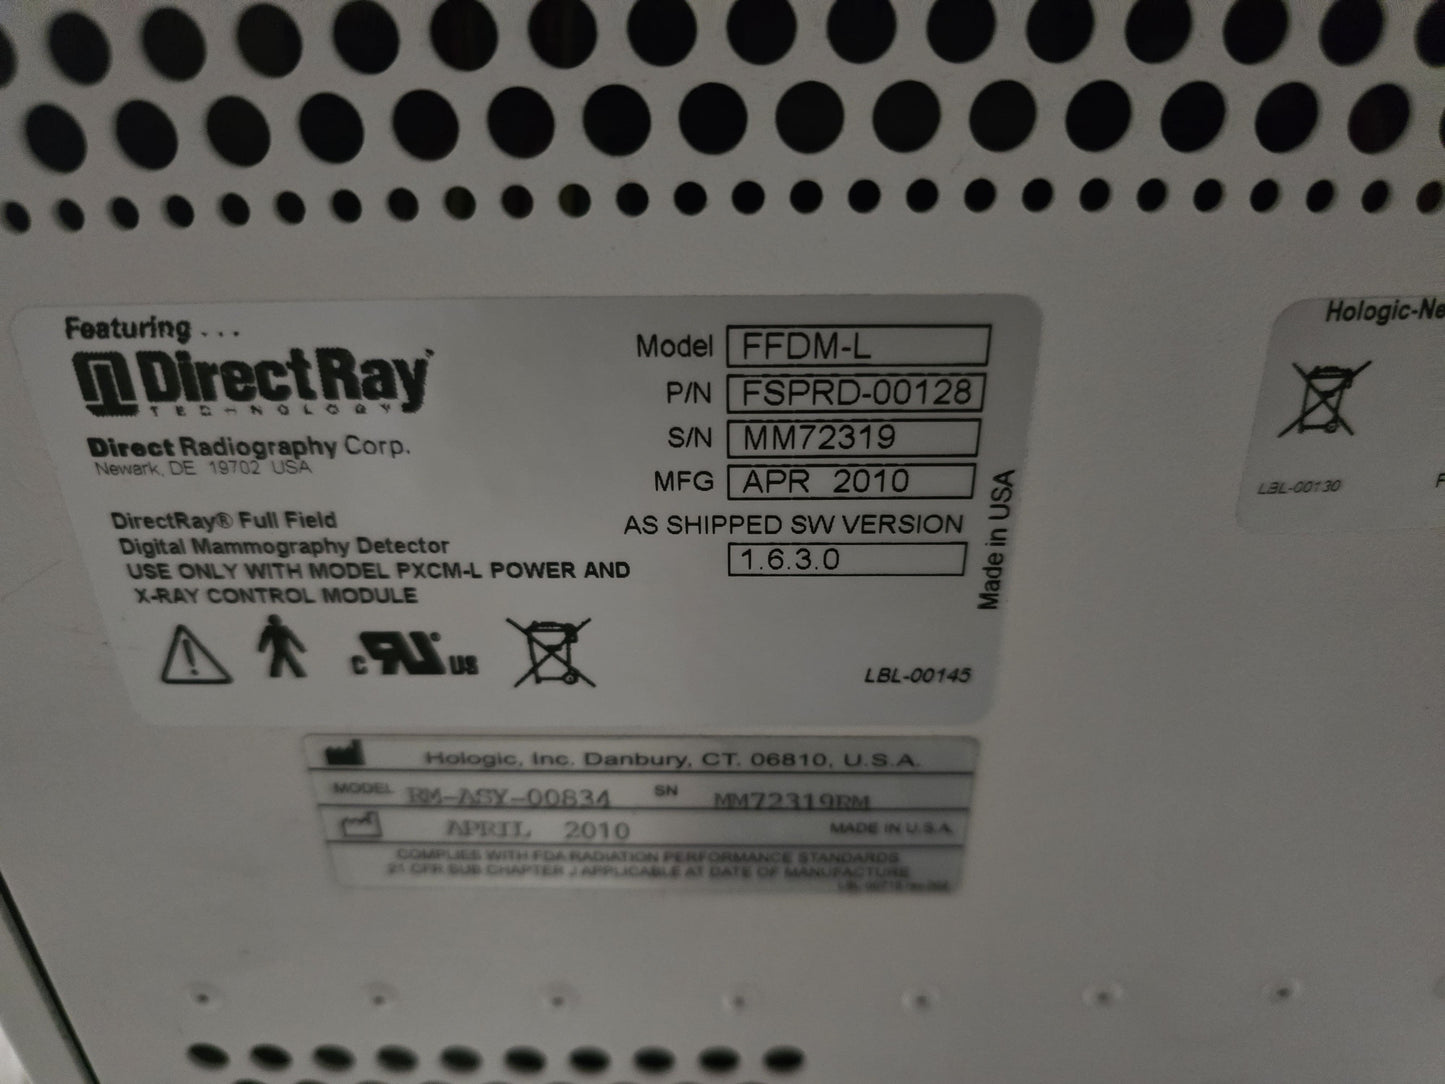 Featuring ...
DirectRay
TECHNOLOGY
Direct Radiography Corp.
Newark, DE 19702 USA
DirectRay® Full Field
Digital Mammography Detector
USE ONLY WITH MODEL PXCM-L POWER AND
X-RAY CONTROL MODULE
C UL US
Model FFDM-L
P/N FSPRD-00128
S/N MM72319
MFG APR 2010
AS SHIPPED SW VERSION
1.6.3.0
Made in USA
LBL-00145
Hologic, Inc. Danbury, CT. 06810, U.S.A.
MODEL RM-ASY-00834 SN MM72319RM
APRIL 2010 MADE IN U.S.A.
COMPLIES WITH FDA RADIATION PERFORMANCE STANDARDS
21 CFR SUB CHAPTER J APPLICABLE AT DATE OF MANUFACTURE
Hologic-Ne
LBL-00130